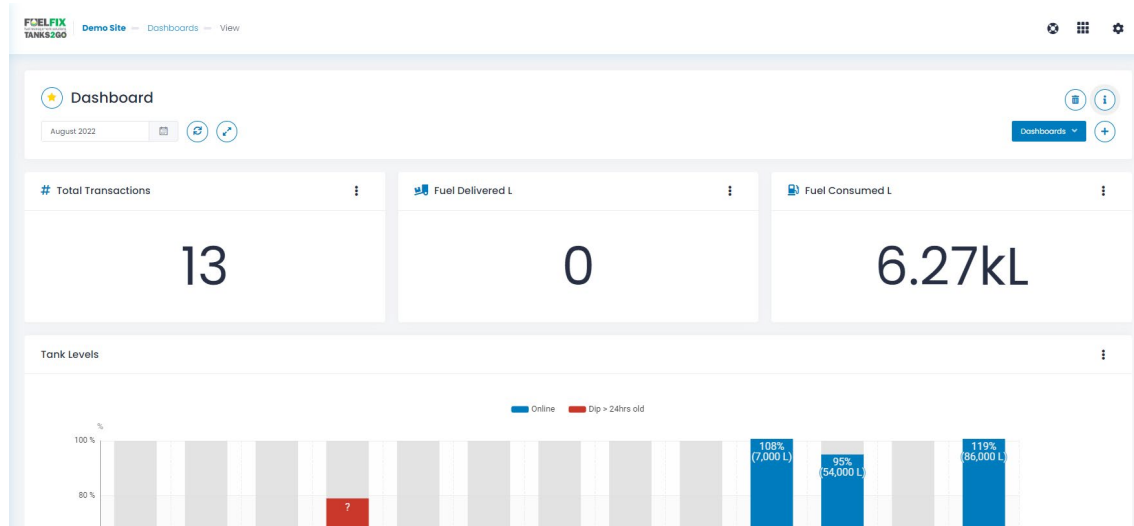 FUELFIX
TANKS2GO
Demo Site — Dashboards — View
Dashboard
August 2022
Dashboards
# Total Transactions
Fuel Delivered L
Fuel Consumed L
13
0
6.27kL
Tank Levels
Online
Dip > 24hrs old
%
100 %
108%
(7,000 L)
95%
(54,000 L)
119%
(86,000 L)
80 %
?